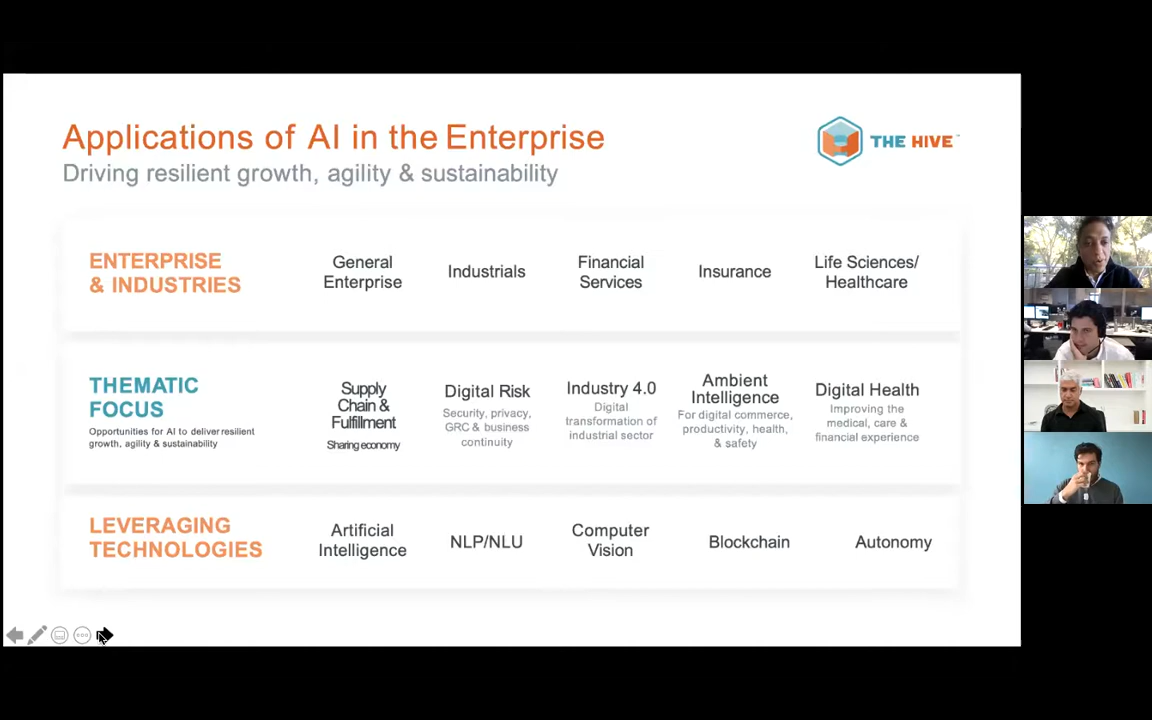 Applications of AI in the Enterprise
Driving resilient growth, agility & sustainability
THE HIVE™
ENTERPRISE
& INDUSTRIES
General
Enterprise
Industrials
Financial
Services
Insurance
Life Sciences/
Healthcare
THEMATIC
FOCUS
Opportunities for AI to deliver resilient
growth, agility & sustainability
Supply
Chain &
Fulfillment
Sharing economy
Digital Risk
Security, privacy,
GRC & business
continuity
Industry 4.0
Digital
transformation of
industrial sector
Ambient
Intelligence
For digital commerce,
productivity, health,
& safety
Digital Health
Improving the
medical, care &
financial experience
LEVERAGING
TECHNOLOGIES
Artificial
Intelligence
NLP/NLU
Computer
Vision
Blockchain
Autonomy